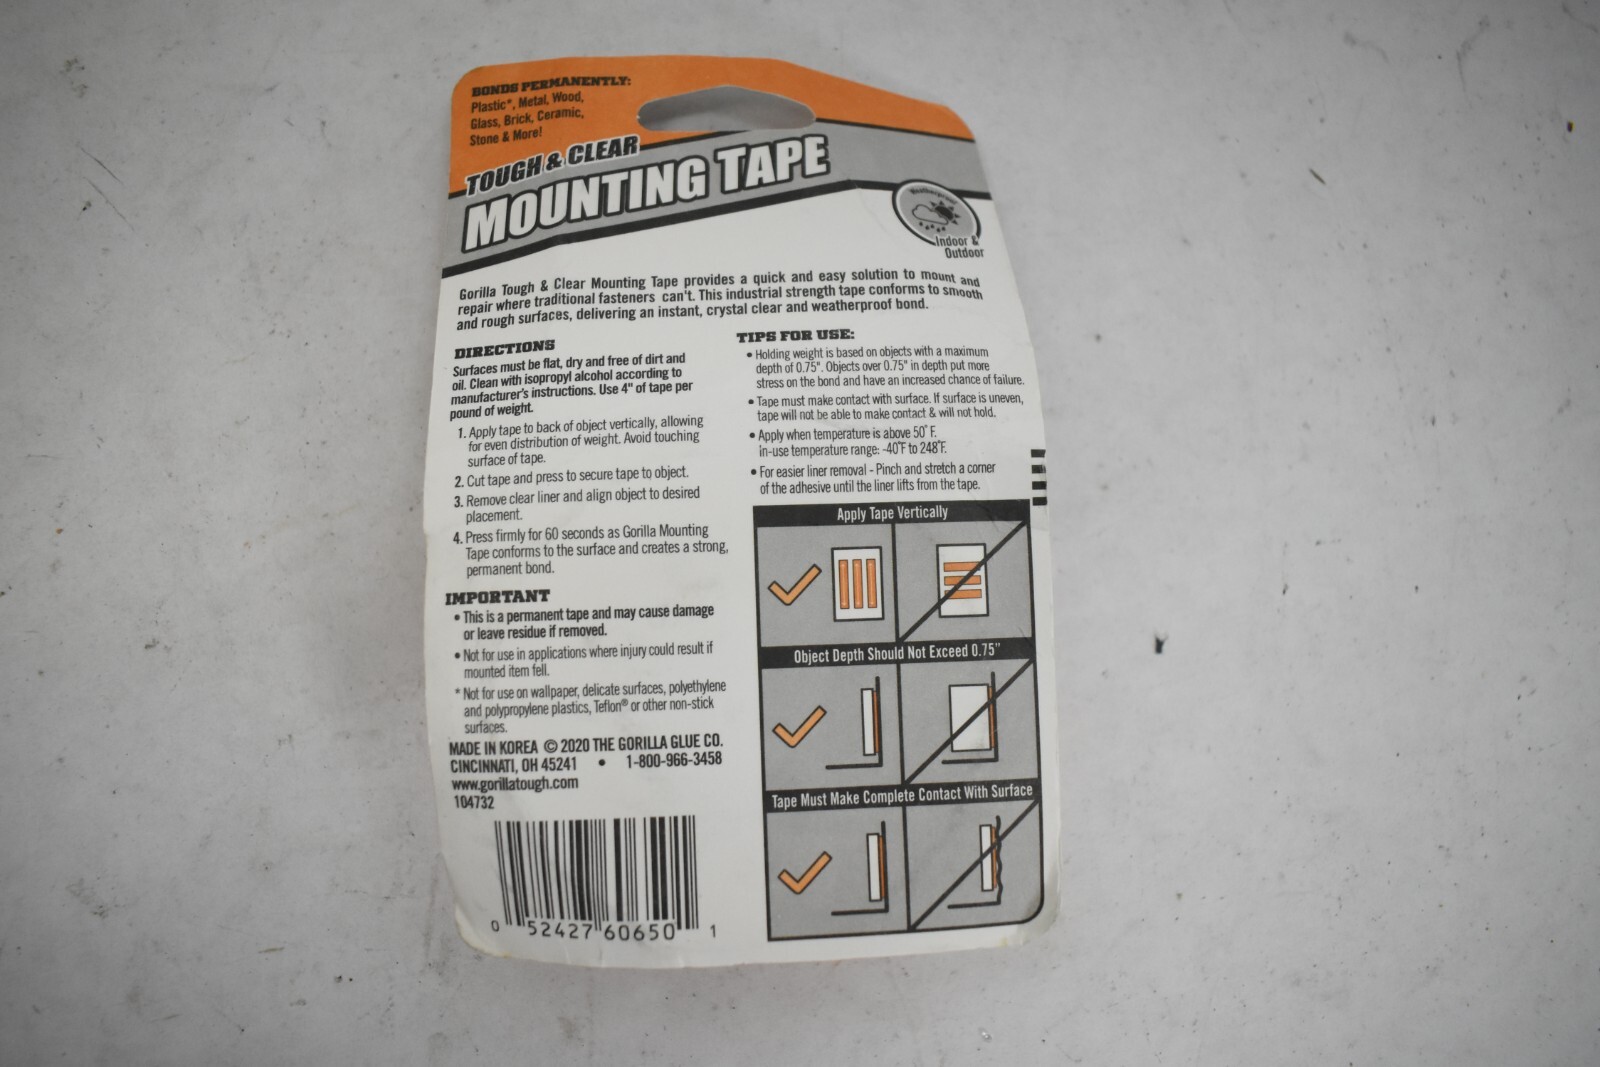 BONDS PERMANENTLY:
Plastic*, Metal, Wood,
Glass, Brick, Ceramic,
Stone & More!
TOUGH & CLEAR
MOUNTING TAPE
Weatherproof
Indoor &
Outdoor
Gorilla Tough & Clear Mounting Tape provides a quick and easy solution to mount and
repair where traditional fasteners can't. This industrial strength tape conforms to smooth
and rough surfaces, delivering an instant, crystal clear and weatherproof bond.
DIRECTIONS
Surfaces must be flat, dry and free of dirt and
oil. Clean with isopropyl alcohol according to
manufacturer's instructions. Use 4" of tape per
pound of weight.
1. Apply tape to back of object vertically, allowing
for even distribution of weight. Avoid touching
surface of tape.
2. Cut tape and press to secure tape to object.
3. Remove clear liner and align object to desired
placement.
4. Press firmly for 60 seconds as Gorilla Mounting
Tape conforms to the surface and creates a strong,
permanent bond.
IMPORTANT
• This is a permanent tape and may cause damage
or leave residue if removed.
• Not for use in applications where injury could result if
mounted item fell.
* Not for use on wallpaper, delicate surfaces, polyethylene
and polypropylene plastics, Teflon® or other non-stick
surfaces.
MADE IN KOREA © 2020 THE GORILLA GLUE CO.
CINCINNATI, OH 45241 • 1-800-966-3458
www.gorillatough.com
104732
0 52427 60650 1
TIPS FOR USE:
• Holding weight is based on objects with a maximum
depth of 0.75". Objects over 0.75" in depth put more
stress on the bond and have an increased chance of failure.
• Tape must make contact with surface. If surface is uneven,
tape will not be able to make contact & will not hold.
• Apply when temperature is above 50° F.
in-use temperature range: -40°F to 248°F.
• For easier liner removal - Pinch and stretch a corner
of the adhesive until the liner lifts from the tape.
Apply Tape Vertically
Object Depth Should Not Exceed 0.75"
Tape Must Make Complete Contact With Surface